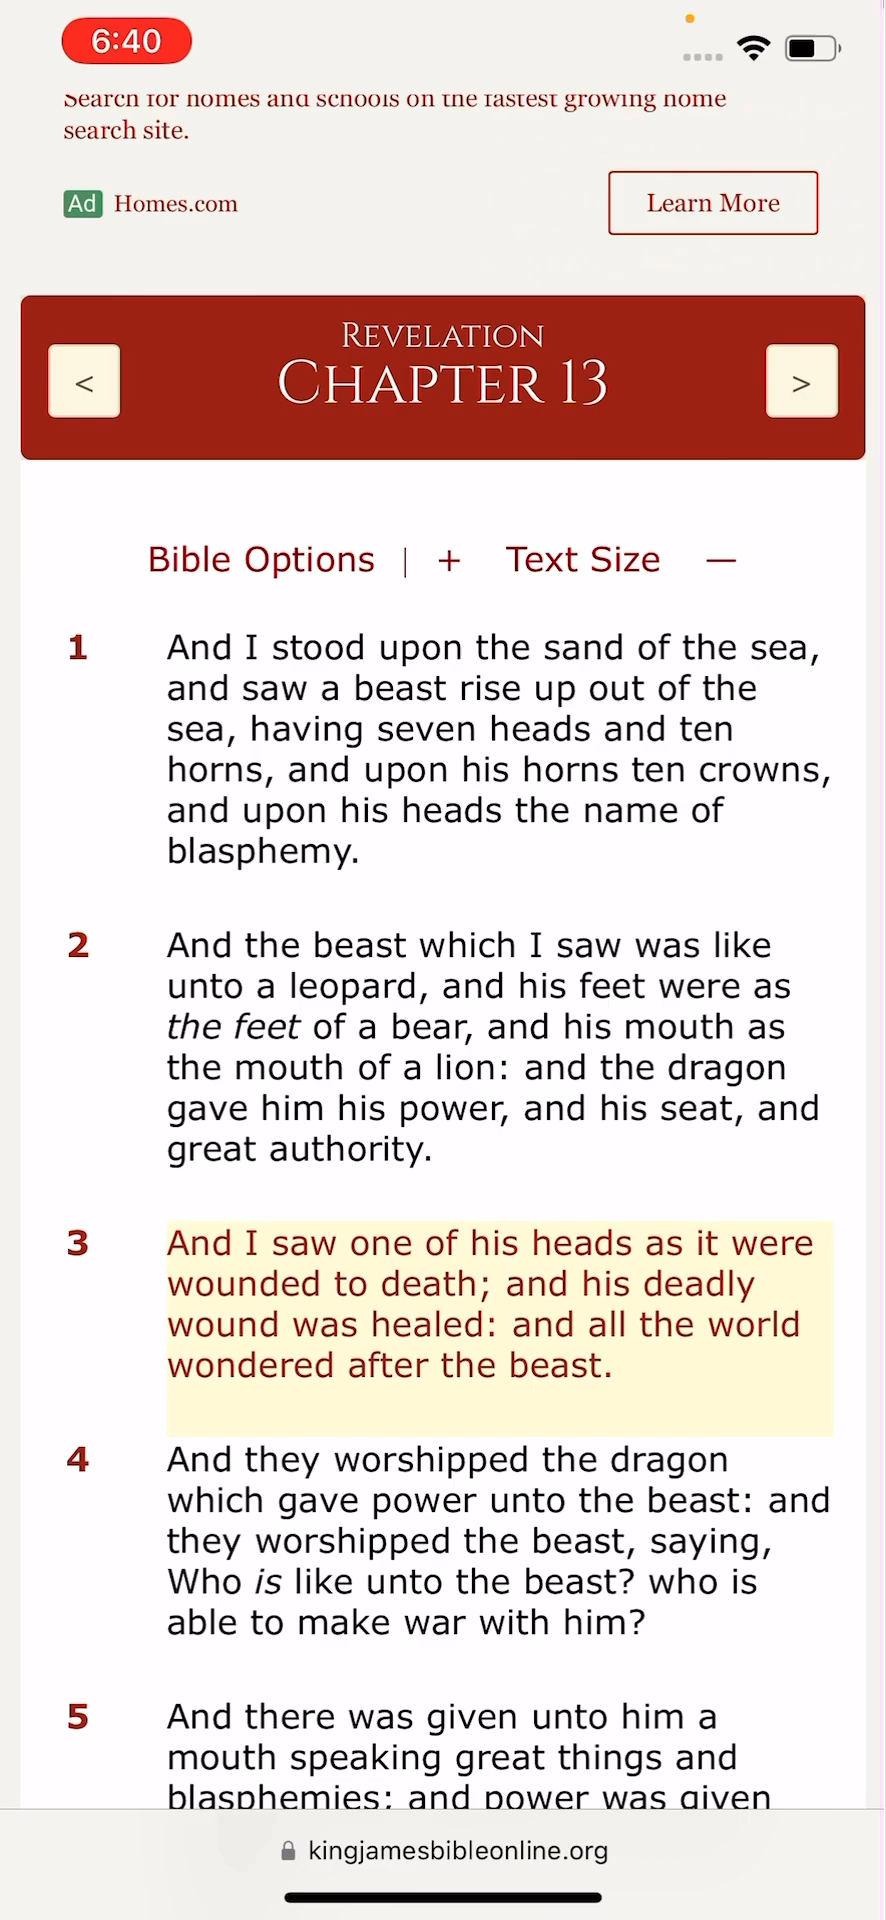 6:40
Search for homes and schools on the fastest growing home
search site.
Ad Homes.com
Learn More
Revelation
Chapter 13
<
>
Bible Options | + Text Size —
1 And I stood upon the sand of the sea,
and saw a beast rise up out of the
sea, having seven heads and ten
horns, and upon his horns ten crowns,
and upon his heads the name of
blasphemy.
2 And the beast which I saw was like
unto a leopard, and his feet were as
the feet of a bear, and his mouth as
the mouth of a lion: and the dragon
gave him his power, and his seat, and
great authority.
3 And I saw one of his heads as it were
wounded to death; and his deadly
wound was healed: and all the world
wondered after the beast.
4 And they worshipped the dragon
which gave power unto the beast: and
they worshipped the beast, saying,
Who is like unto the beast? who is
able to make war with him?
5 And there was given unto him a
mouth speaking great things and
blasphemies; and power was given
kingjamesbibleonline.org